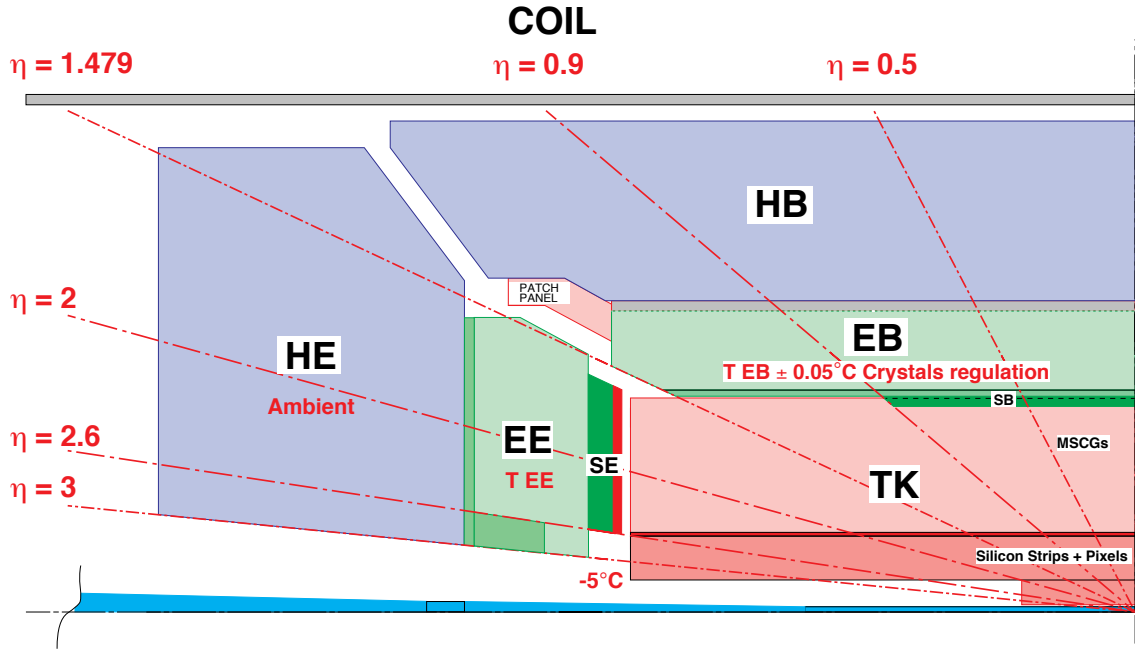 COIL
η = 1.479
η = 0.9
η = 0.5
HB
PATCH
PANEL
η = 2
EB
HE
T EB ± 0.05°C Crystals regulation
Ambient
SB
η = 2.6
EE
MSCGs
SE
T EE
TK
η = 3
Silicon Strips + Pixels
-5°C